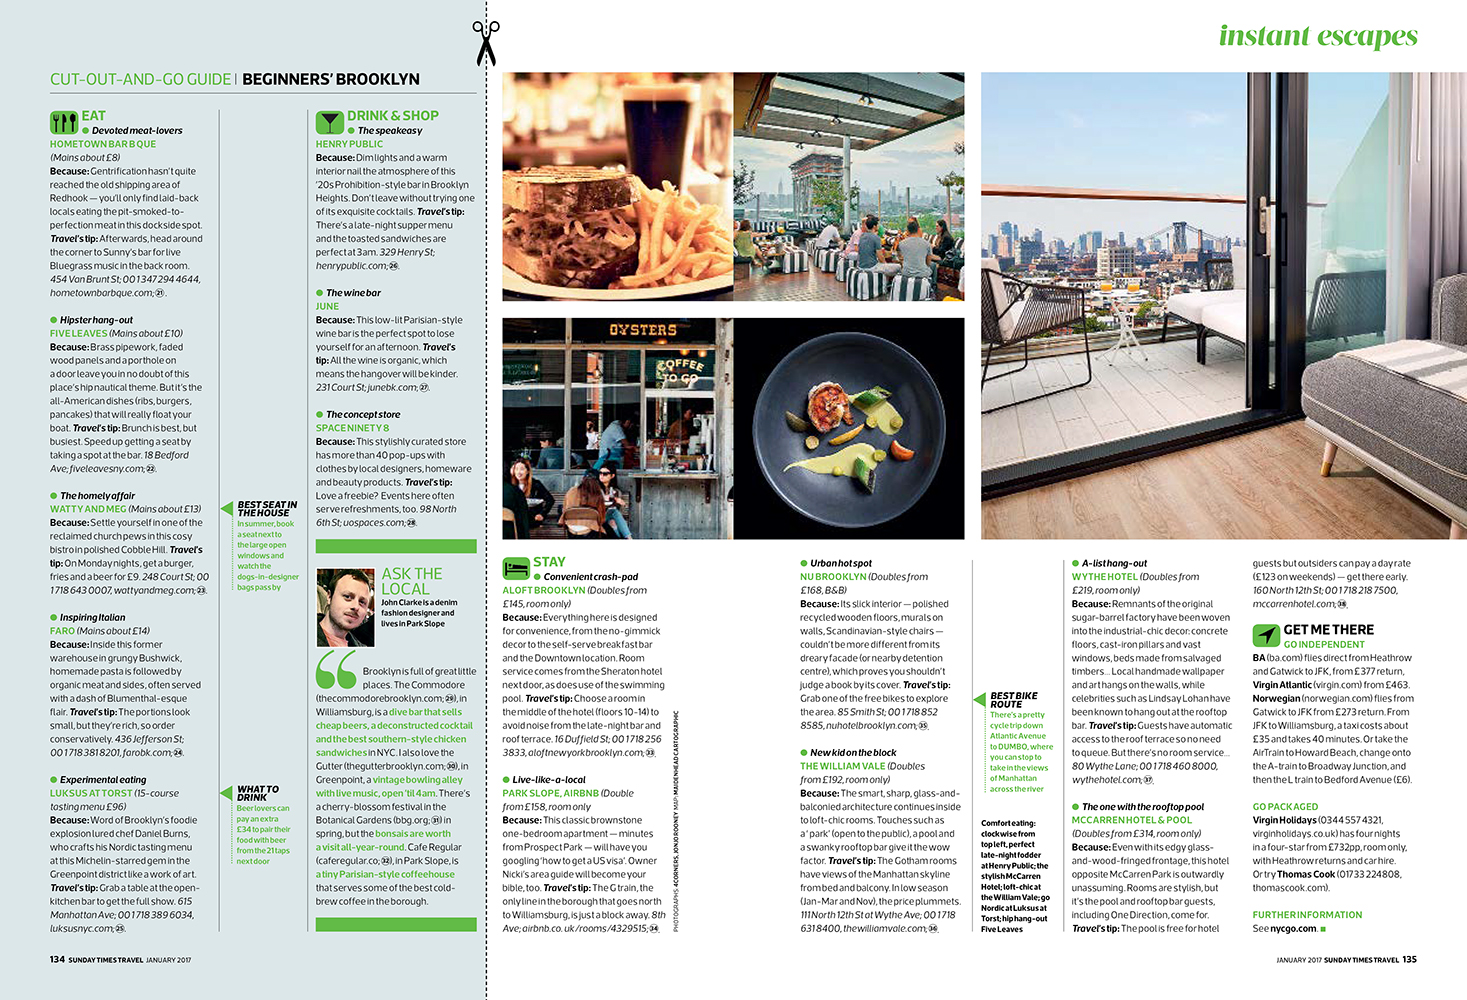 instant escapes
CUT-OUT-AND-GO GUIDE | BEGINNERS' BROOKLYN
EAT
● Devoted meat-lovers
HOMETOWN BAR B QUE
(Mains about £8)
Because: Gentrification hasn't quite
reached the old shipping area of
Redhook — you'll only find laid-back
locals eating the pit-smoked-to-
perfection meat in this dockside spot.
Travel's tip: Afterwards, head around
the corner to Sunny's bar for live
Bluegrass music in the back room.
454 Van Brunt St; 00 1 347 294 4644,
hometownbarbque.com; 21.
● Hipster hang-out
FIVE LEAVES (Mains about £10)
Because: Brass pipework, faded
wood panels and a porthole on
a door leave you in no doubt of this
place's hip nautical theme. But it's the
all-American dishes (ribs, burgers,
pancakes) that will really float your
boat. Travel's tip: Brunch is best, but
busiest. Speed up getting a seat by
taking a spot at the bar. 18 Bedford
Ave; fiveleavesny.com; 22.
● The homely affair
WATTY AND MEG (Mains about £13)
Because: Settle yourself in one of the
reclaimed church pews in this cosy
bistro in polished Cobble Hill. Travel's
tip: On Monday nights, get a burger,
fries and a beer for £9. 248 Court St; 00
1 718 643 0007, wattyandmeg.com; 23.
● Inspiring Italian
FARO (Mains about £14)
Because: Inside this former
warehouse in grungy Bushwick,
homemade pasta is followed by
organic meat and sides, often served
with a dash of Blumenthal-esque
flair. Travel's tip: The portions look
small, but they're rich, so order
conservatively. 436 Jefferson St;
00 1 718 381 8201, farobk.com; 24.
● Experimental eating
LUKSUS AT TORST (15-course
tasting menu £96)
Because: Word of Brooklyn's foodie
explosion lured chef Daniel Burns,
who crafts his Nordic tasting menu
at this Michelin-starred gem in the
Greenpoint district like a work of art.
Travel's tip: Grab a table at the open-
kitchen bar to get the full show. 615
Manhattan Ave; 00 1 718 389 6034,
luksusnyc.com; 25.
BEST SEAT IN
THE HOUSE
In summer, book
a seat next to
the large open
windows and
watch the
dogs-in-designer
bags pass by
WHAT TO
DRINK
Beer lovers can
pay an extra
£34 to pair their
food with beer
from the 21 taps
next door
DRINK & SHOP
● The speakeasy
HENRY PUBLIC
Because: Dim lights and a warm
interior nail the atmosphere of this
'20s Prohibition-style bar in Brooklyn
Heights. Don't leave without trying one
of its exquisite cocktails. Travel's tip:
There's a late-night supper menu
and the toasted sandwiches are
perfect at 3am. 329 Henry St;
henrypublic.com; 26.
● The wine bar
JUNE
Because: This low-lit Parisian-style
wine bar is the perfect spot to lose
yourself for an afternoon. Travel's
tip: All the wine is organic, which
means the hangover will be kinder.
231 Court St; junebk.com; 27.
● The concept store
SPACE NINETY 8
Because: This stylishly curated store
has more than 40 pop-ups with
clothes by local designers, homeware
and beauty products. Travel's tip:
Love a freebie? Events here often
serve refreshments, too. 98 North
6th St; uospaces.com; 28.
ASK THE
LOCAL
John Clarke is a denim
fashion designer and
lives in Park Slope
“ Brooklyn is full of great little
places. The Commodore
(thecommodorebrooklyn.com; 29), in
Williamsburg, is a dive bar that sells
cheap beers, a deconstructed cocktail
and the best southern-style chicken
sandwiches in NYC. I also love the
Gutter (thegutterbrooklyn.com; 30), in
Greenpoint, a vintage bowling alley
with live music, open 'til 4am. There's
a cherry-blossom festival in the
Botanical Gardens (bbg.org; 31) in
spring, but the bonsais are worth
a visit all-year-round. Cafe Regular
(caferegular.co; 32), in Park Slope, is
a tiny Parisian-style coffeehouse
that serves some of the best cold-
brew coffee in the borough.
OYSTERS
COFFEE
TO GO
STAY
● Convenient crash-pad
ALOFT BROOKLYN (Doubles from
£145, room only)
Because: Everything here is designed
for convenience, from the no-gimmick
decor to the self-serve breakfast bar
and the Downtown location. Room
service comes from the Sheraton hotel
next door, as does use of the swimming
pool. Travel's tip: Choose a room in
the middle of the hotel (floors 10-14) to
avoid noise from the late-night bar and
roof terrace. 16 Duffield St; 00 1 718 256
3833, aloftnewyorkbrooklyn.com; 33.
● Live-like-a-local
PARK SLOPE, AIRBNB (Double
from £158, room only
Because: This classic brownstone
one-bedroom apartment — minutes
from Prospect Park — will have you
googling 'how to get a US visa'. Owner
Nicki's area guide will become your
bible, too. Travel's tip: The G train, the
only line in the borough that goes north
to Williamsburg, is just a block away. 8th
Ave; airbnb.co.uk/rooms/4329515; 34.
PHOTOGRAPHS: 4CORNERS, JONJO ROONEY MAP: MAIDENHEAD CARTOGRAPHIC
● Urban hot spot
NU BROOKLYN (Doubles from
£168, B&B)
Because: Its slick interior — polished
recycled wooden floors, murals on
walls, Scandinavian-style chairs —
couldn't be more different from its
dreary facade (or nearby detention
centre), which proves you shouldn't
judge a book by its cover. Travel's tip:
Grab one of the free bikes to explore
the area. 85 Smith St; 00 1 718 852
8585, nuhotelbrooklyn.com; 35.
● New kid on the block
THE WILLIAM VALE (Doubles
from £192, room only)
Because: The smart, sharp, glass-and-
balconied architecture continues inside
to loft-chic rooms. Touches such as
a 'park' (open to the public), a pool and
a swanky rooftop bar give it the wow
factor. Travel's tip: The Gotham rooms
have views of the Manhattan skyline
from bed and balcony. In low season
(Jan-Mar and Nov), the price plummets.
111 North 12th St at Wythe Ave; 00 1 718
631 8400, thewilliamvale.com; 36.
BEST BIKE
ROUTE
There's a pretty
cycle trip down
Atlantic Avenue
to DUMBO, where
you can stop to
take in the views
of Manhattan
across the river
Comfort eating:
clockwise from
top left, perfect
late-night fodder
at Henry Public; the
stylish McCarren
Hotel; loft-chic at
the William Vale; go
Nordic at Luksus at
Torst; hip hang-out
Five Leaves
● A-list hang-out
WYTHE HOTEL (Doubles from
£219, room only)
Because: Remnants of the original
sugar-barrel factory have been woven
into the industrial-chic decor: concrete
floors, cast-iron pillars and vast
windows, beds made from salvaged
timbers... Local handmade wallpaper
and art hangs on the walls, while
celebrities such as Lindsay Lohan have
been known to hang out at the rooftop
bar. Travel's tip: Guests have automatic
access to the roof terrace so no need
to queue. But there's no room service...
80 Wythe Lane; 00 1 718 460 8000,
wythehotel.com; 37.
● The one with the rooftop pool
MCCARREN HOTEL & POOL
(Doubles from £314, room only)
Because: Even with its edgy glass-
and-wood-fringed frontage, this hotel
opposite McCarren Park is outwardly
unassuming. Rooms are stylish, but
it's the pool and rooftop bar guests,
including One Direction, come for.
Travel's tip: The pool is free for hotel
guests but outsiders can pay a day rate
(£123 on weekends) — get there early.
160 North 12th St; 00 1 718 218 7500,
mccorrenhotel.com; 38.
GET ME THERE
GO INDEPENDENT
BA (ba.com) flies direct from Heathrow
and Gatwick to JFK, from £377 return,
Virgin Atlantic (virgin.com) from £463.
Norwegian (norwegian.com) flies from
Gatwick to JFK from £273 return. From
JFK to Williamsburg, a taxi costs about
£35 and takes 40 minutes. Or take the
AirTrain to Howard Beach, change onto
the A-train to Broadway Junction, and
then the L train to Bedford Avenue (£6).
GO PACKAGED
Virgin Holidays (0344 557 4321,
virginholidays.co.uk) has four nights
in a four-star from £732pp, room only,
with Heathrow returns and car hire.
Or try Thomas Cook (01733 224808,
thomascook.com).
FURTHER INFORMATION
See nycgo.com. ■
134 SUNDAY TIMES TRAVEL JANUARY 2017
JANUARY 2017 SUNDAY TIMES TRAVEL 135